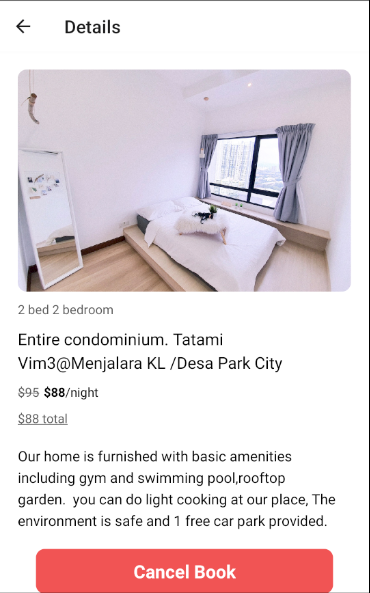 Details
2 bed 2 bedroom
Entire condominium. Tatami
Vim3@Menjalara KL /Desa Park City
$95 $88/night
$88 total
Our home is furnished with basic amenities
including gym and swimming pool,rooftop
garden.  you can do light cooking at our place, The
environment is safe and 1 free car park provided.
Cancel Book